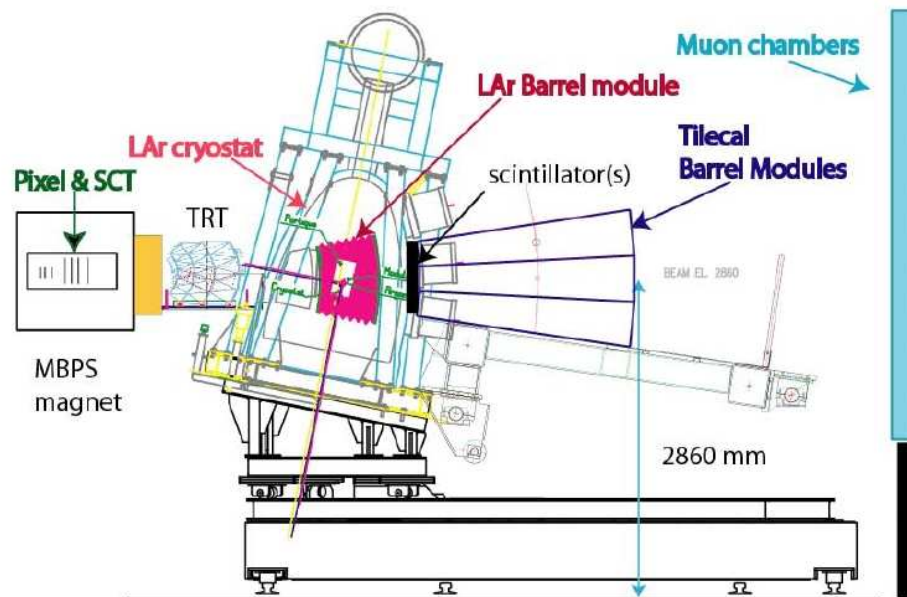 Muon chambers
LAr Barrel module
Tilecal
Barrel Modules
LAr cryostat
scintillator(s)
Pixel & SCT
TRT
BEAM EL. 2860
Cryostat
MBPS
magnet
2860 mm